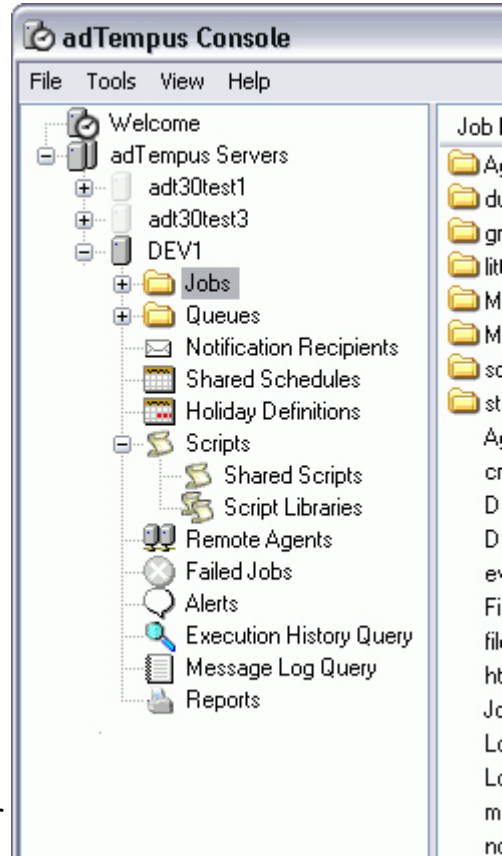 adTempus Console
File Tools View Help
Welcome
adTempus Servers
adt30test1
adt30test3
DEV1
Jobs
Queues
Notification Recipients
Shared Schedules
Holiday Definitions
Scripts
Shared Scripts
Script Libraries
Remote Agents
Failed Jobs
Alerts
Execution History Query
Message Log Query
Reports
Job